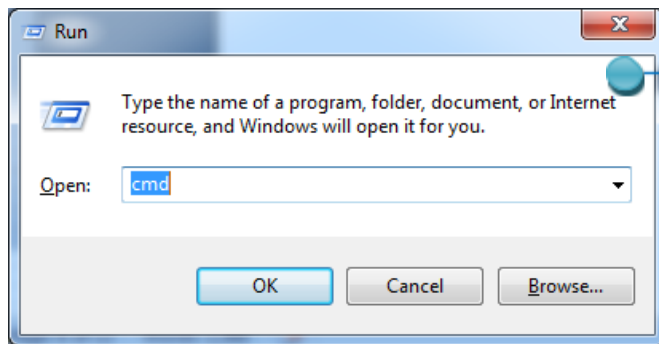 Run
Type the name of a program, folder, document, or Internet
resource, and Windows will open it for you.
Open: cmd
OK Cancel Browse...